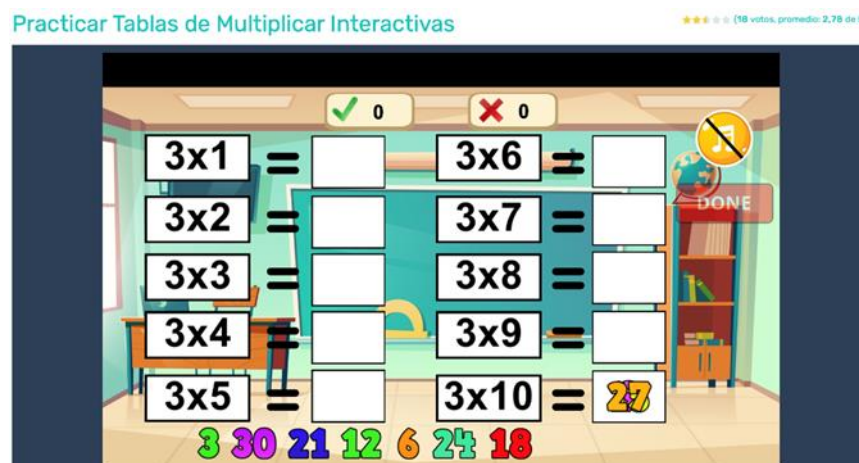 Practicar Tablas de Multiplicar Interactivas
(18 votos, promedio: 2,78 de
0 0
3x1 = 3x6 =
DONE
3x2 = 3x7 =
3x3 = 3x8 =
3x4 = 3x9 =
3x5 = 3x10 = 27
3 30 21 12 6 24 18